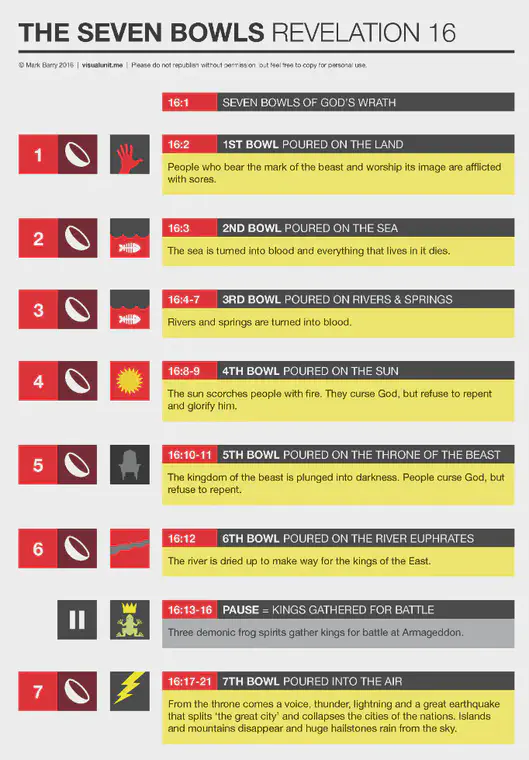 THE SEVEN BOWLS REVELATION 16
© Mark Barry 2016 | visualunit.me | Please do not republish without permission, but feel free to copy for personal use.
16:1 SEVEN BOWLS OF GOD'S WRATH
1 16:2 1ST BOWL POURED ON THE LAND
People who bear the mark of the beast and worship its image are afflicted
with sores.
2 16:3 2ND BOWL POURED ON THE SEA
The sea is turned into blood and everything that lives in it dies.
3 16:4-7 3RD BOWL POURED ON RIVERS & SPRINGS
Rivers and springs are turned into blood.
4 16:8-9 4TH BOWL POURED ON THE SUN
The sun scorches people with fire. They curse God, but refuse to repent
and glorify him.
5 16:10-11 5TH BOWL POURED ON THE THRONE OF THE BEAST
The kingdom of the beast is plunged into darkness. People curse God, but
refuse to repent.
6 16:12 6TH BOWL POURED ON THE RIVER EUPHRATES
The river is dried up to make way for the kings of the East.
16:13-16 PAUSE = KINGS GATHERED FOR BATTLE
Three demonic frog spirits gather kings for battle at Armageddon.
7 16:17-21 7TH BOWL POURED INTO THE AIR
From the throne comes a voice, thunder, lightning and a great earthquake
that splits 'the great city' and collapses the cities of the nations. Islands
and mountains disappear and huge hailstones rain from the sky.